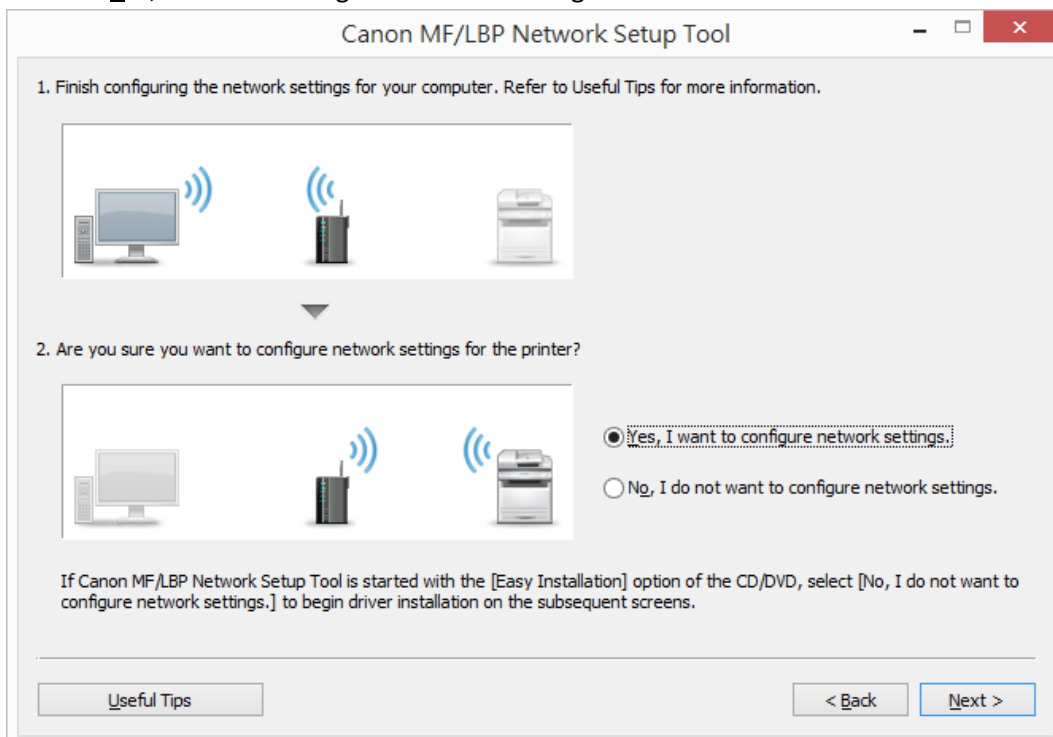 Canon MF/LBP Network Setup Tool
1. Finish configuring the network settings for your computer. Refer to Useful Tips for more information.
2. Are you sure you want to configure network settings for the printer?
Yes, I want to configure network settings.
No, I do not want to configure network settings.
If Canon MF/LBP Network Setup Tool is started with the [Easy Installation] option of the CD/DVD, select [No, I do not want to
configure network settings.] to begin driver installation on the subsequent screens.
Useful Tips
< Back
Next >